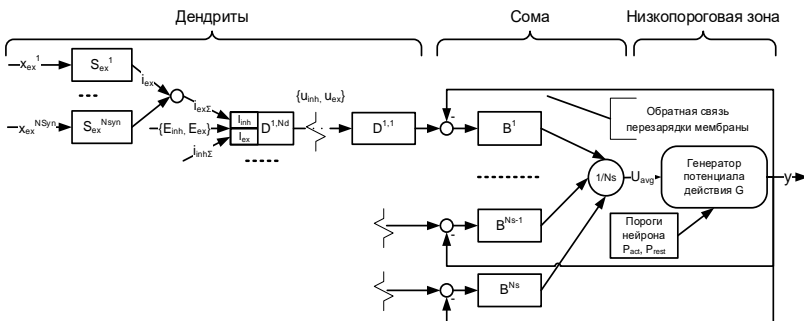 Дендриты
Сома
Низкопороговая зона
x_ex^1
S_ex^1
i_ex
x_ex^NSyn
S_ex^Nsyn
i_exΣ
{E_inh, E_ex}
i_inhΣ
I_inh
I_ex
D^1,Nd
{u_inh, u_ex}
D^1,1
-
B^1
Обратная связь
перезарядки мембраны
1/Ns
U_avg
Генератор
потенциала
действия G
y
-
B^Ns-1
Пороги
нейрона
P_act, P_rest
-
B^Ns